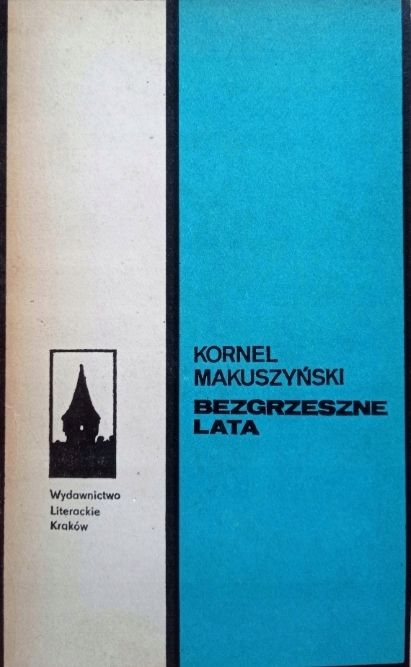 KORNEL
MAKUSZYŃSKI
BEZGRZESZNE
LATA
Wydawnictwo
Literackie
Kraków